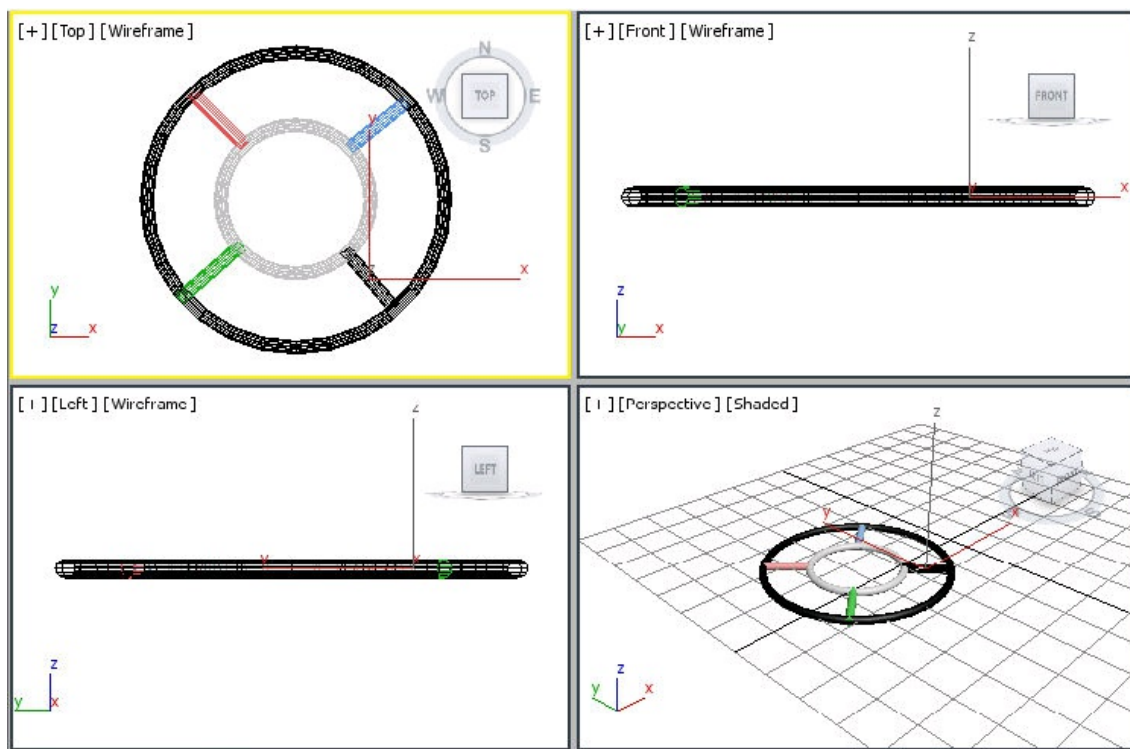 [+] [Top] [Wireframe]
N
W TOP E
S
y
z x
y
z x
[+] [Front] [Wireframe]
z
FRONT
x
z
y x
[+] [Left] [Wireframe]
z
LEFT
z
y x
[+] [Perspective] [Shaded]
z
y x
z
y x